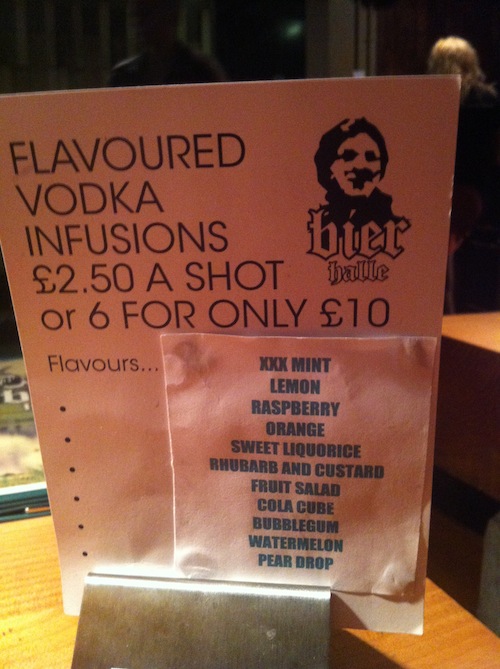 FLAVOURED
VODKA
INFUSIONS
£2.50 A SHOT
or 6 FOR ONLY £10
bier
halle
Flavours...
XXX MINT
LEMON
RASPBERRY
ORANGE
SWEET LIQUORICE
RHUBARB AND CUSTARD
FRUIT SALAD
COLA CUBE
BUBBLEGUM
WATERMELON
PEAR DROP